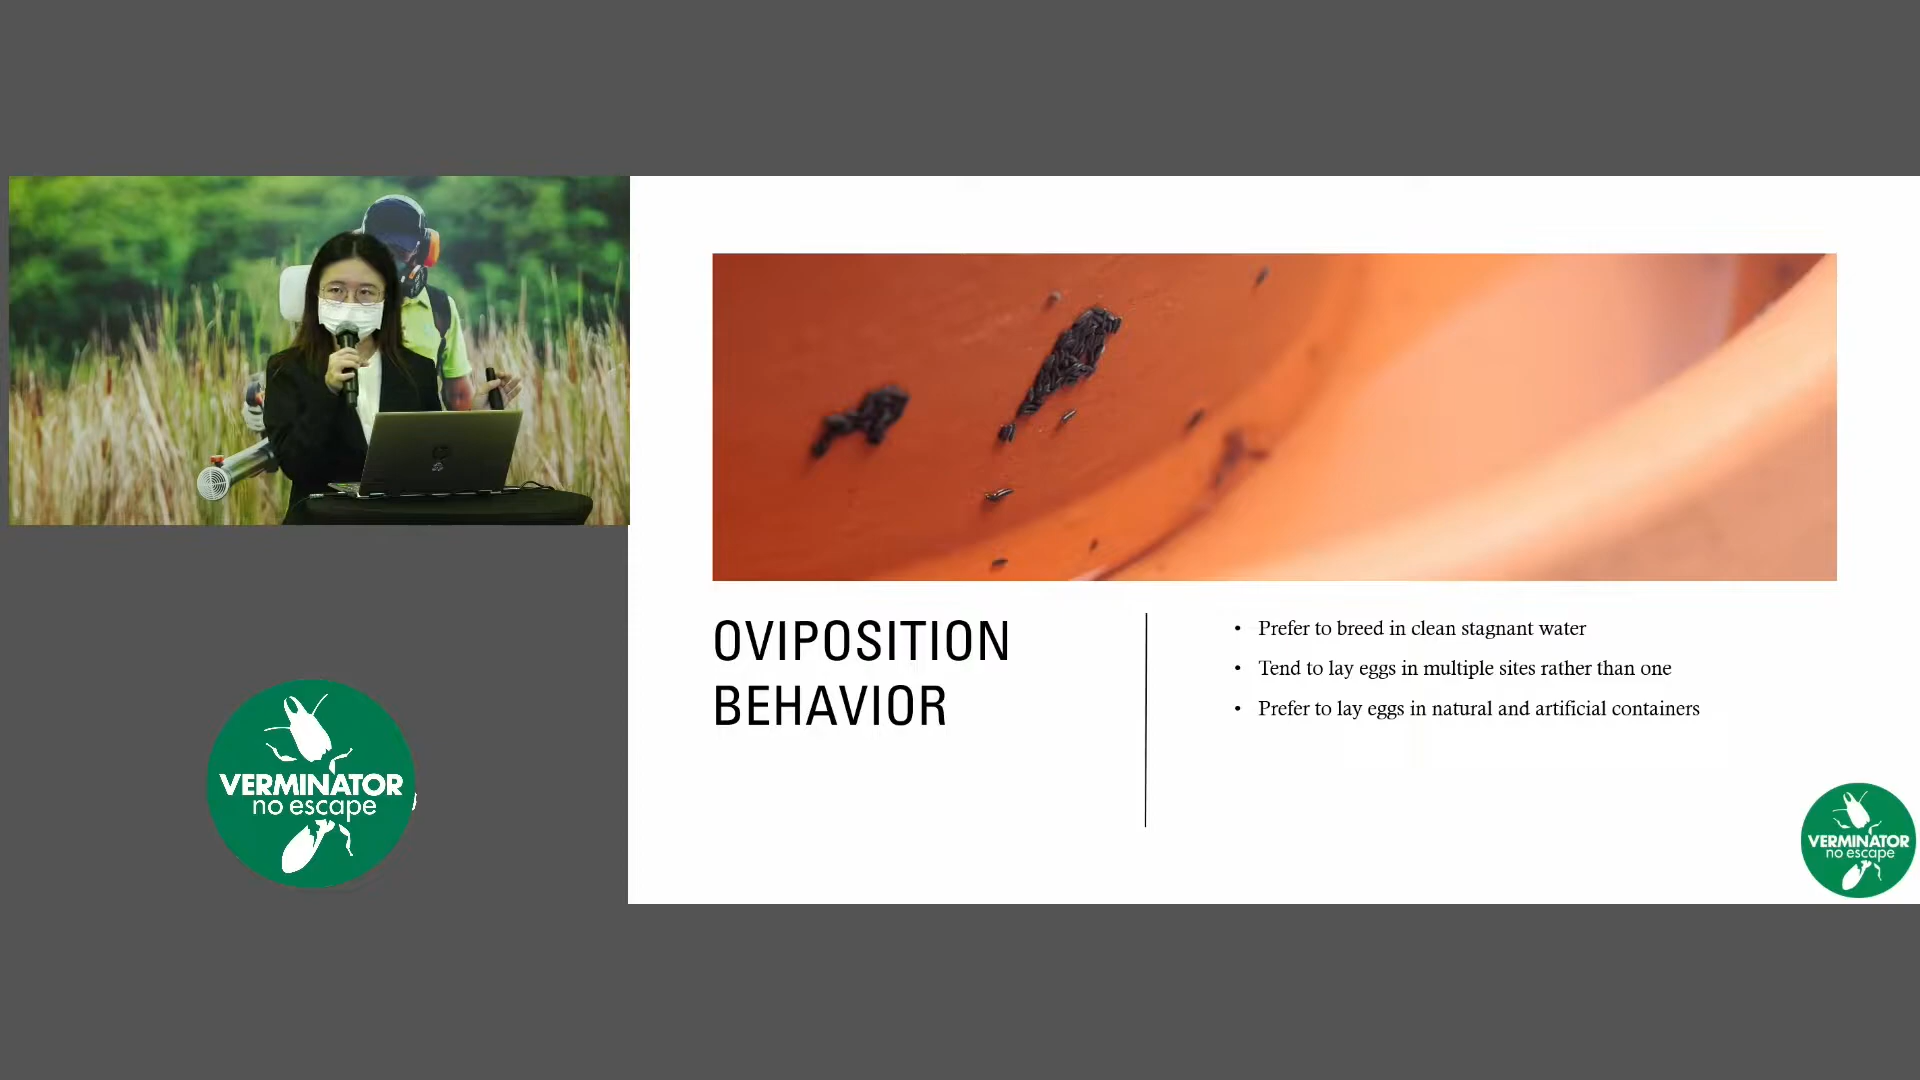 OVIPOSITION
BEHAVIOR
• Prefer to breed in clean stagnant water
• Tend to lay eggs in multiple sites rather than one
• Prefer to lay eggs in natural and artificial containers
VERMINATOR
no escape
VERMINATOR
no escape